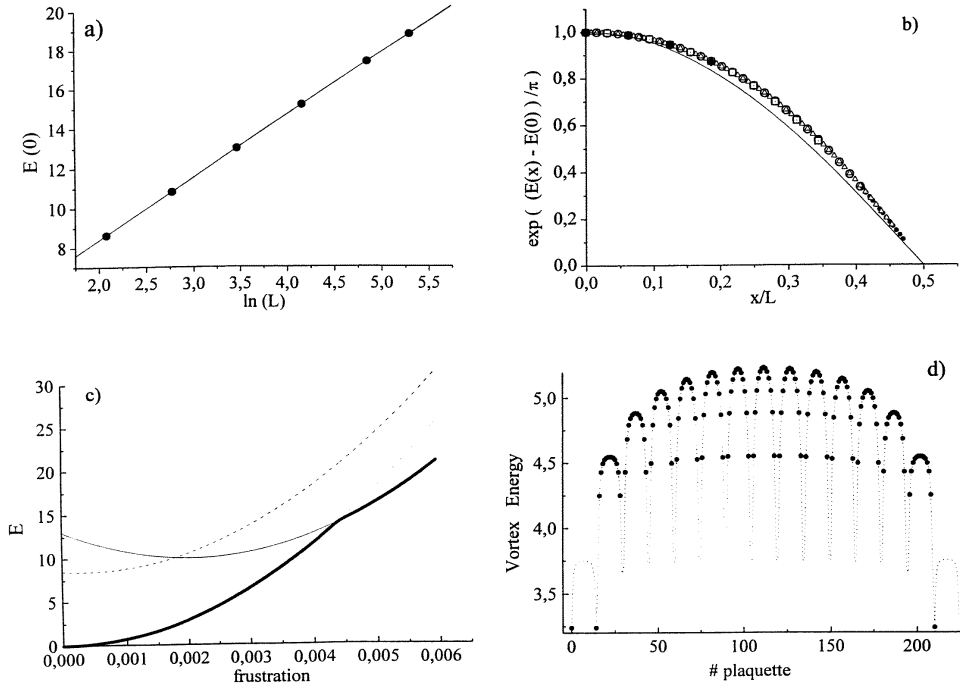 a)
20
18
16
14
12
10
8
E (0)
2,0 2,5 3,0 3,5 4,0 4,5 5,0 5,5
ln (L)
b)
1,0
0,8
0,6
0,4
0,2
0,0
exp ( (E(x) - E(0) ) /π )
0,0 0,1 0,2 0,3 0,4 0,5
x/L
c)
30
25
20
15
10
5
0
E
0,000 0,001 0,002 0,003 0,004 0,005 0,006
frustration
d)
5,0
4,5
4,0
3,5
Vortex Energy
0 50 100 150 200
# plaquette